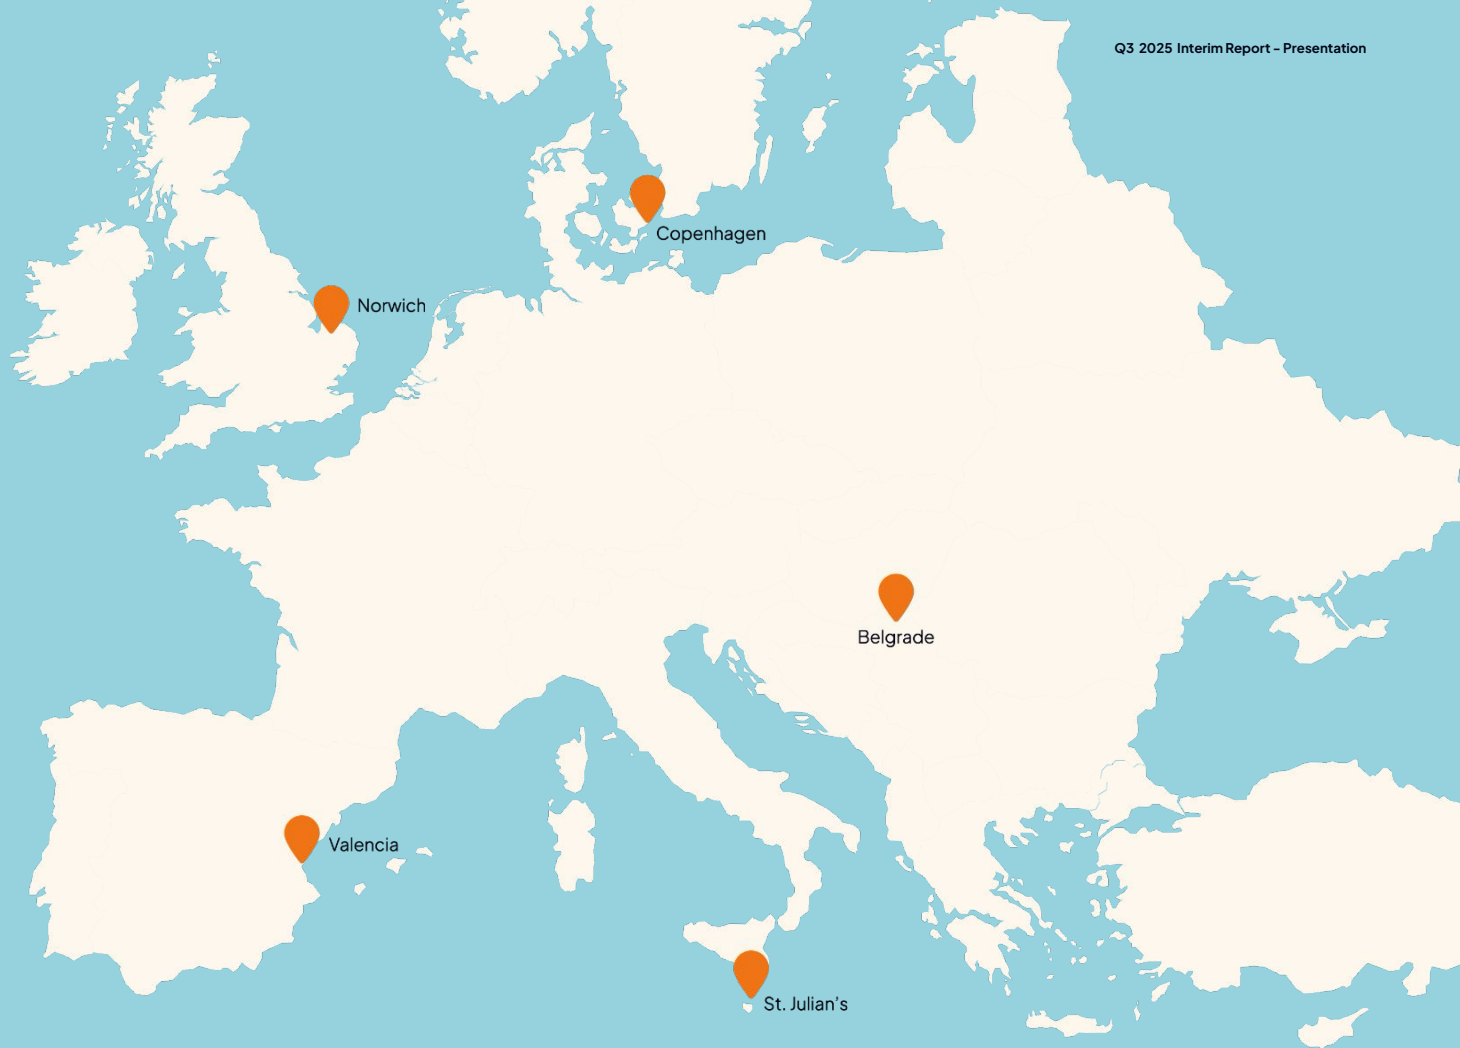 Q3 2025 Interim Report – Presentation
Copenhagen
Norwich
Belgrade
Valencia
St. Julian's